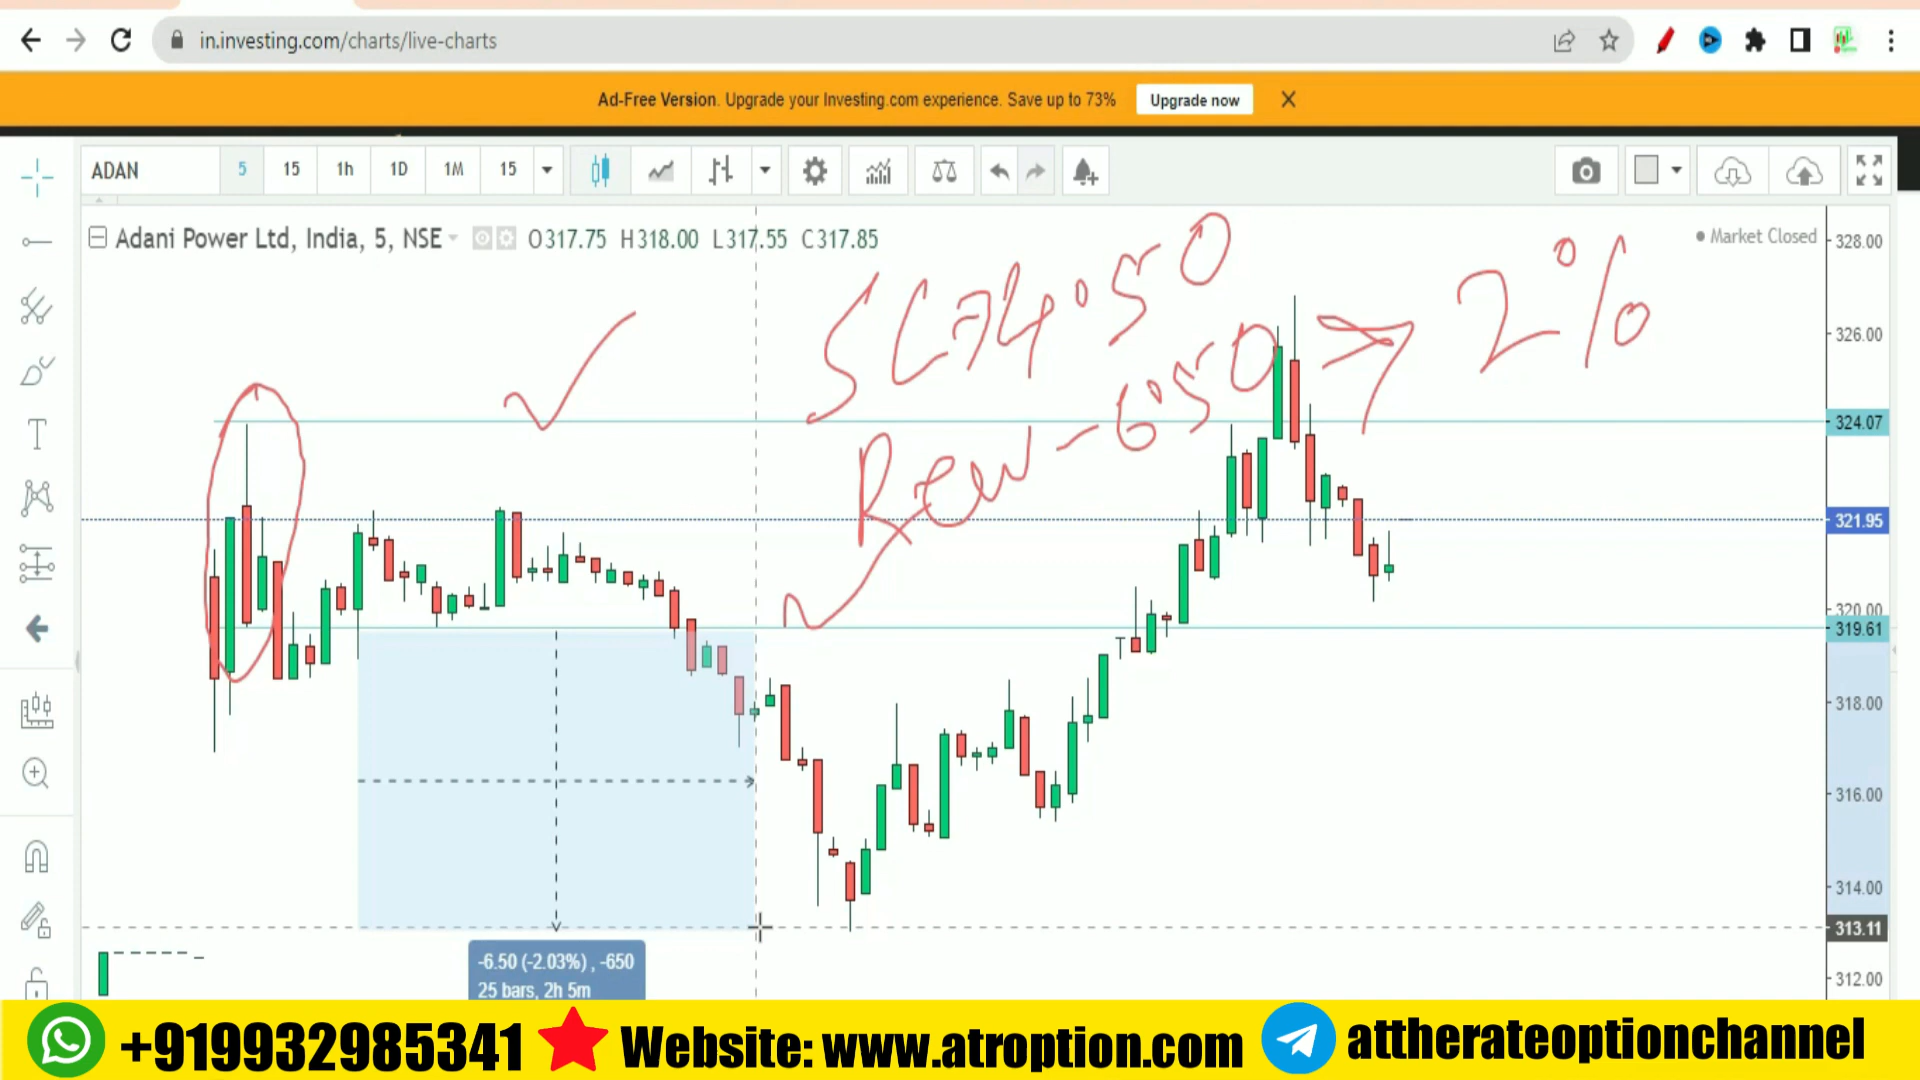 in.investing.com/charts/live-charts
Ad-Free Version. Upgrade your Investing.com experience. Save up to 73% Upgrade now
ADAN 5 15 1h 1D 1M 15
Adani Power Ltd, India, 5, NSE O317.75 H318.00 L317.55 C317.85
Market Closed
328.00
326.00
324.07
321.95
320.00
319.61
318.00
316.00
314.00
313.11
312.00
2%
Rew - 6.50
-6.50 (-2.03%) , -650
25 bars, 2h 5m
+919932985341 Website: www.atroption.com attherateoptionchannel